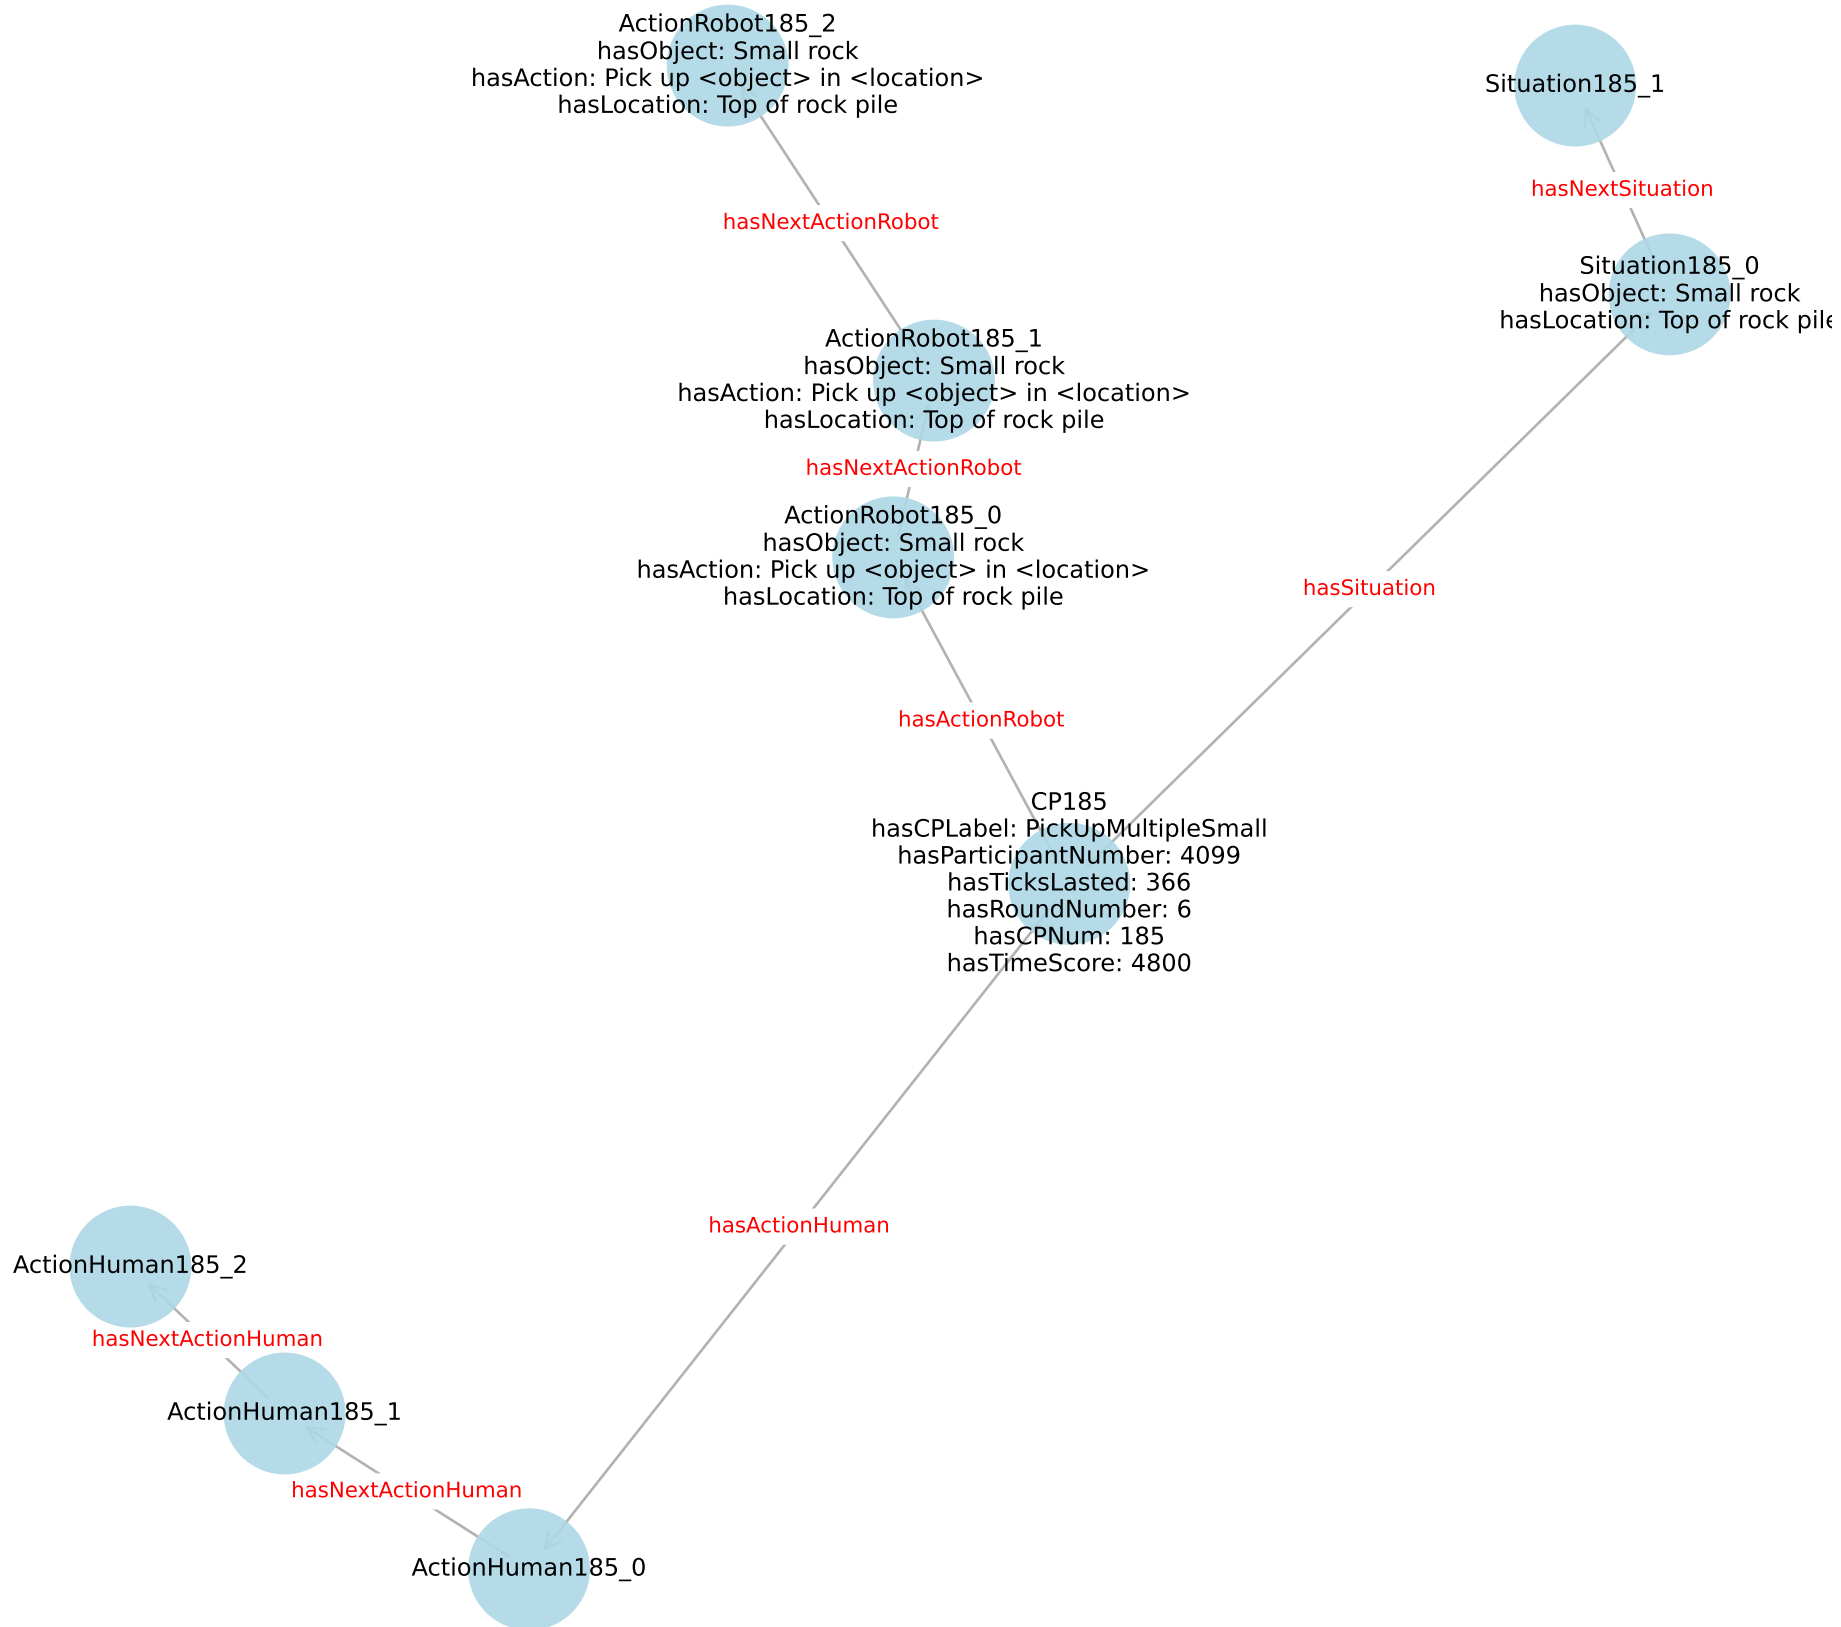 ActionRobot185_2
hasObject: Small rock
hasAction: Pick up <object> in <location>
hasLocation: Top of rock pile
Situation185_1
hasNextSituation
hasNextActionRobot
Situation185_0
hasObject: Small rock
hasLocation: Top of rock pile
ActionRobot185_1
hasObject: Small rock
hasAction: Pick up <object> in <location>
hasLocation: Top of rock pile
hasNextActionRobot
ActionRobot185_0
hasObject: Small rock
hasAction: Pick up <object> in <location>
hasLocation: Top of rock pile
hasSituation
hasActionRobot
CP185
hasCPLabel: PickUpMultipleSmall
hasParticipantNumber: 4099
hasTicksLasted: 366
hasRoundNumber: 6
hasCPNum: 185
hasTimeScore: 4800
hasActionHuman
ActionHuman185_2
hasNextActionHuman
ActionHuman185_1
hasNextActionHuman
ActionHuman185_0